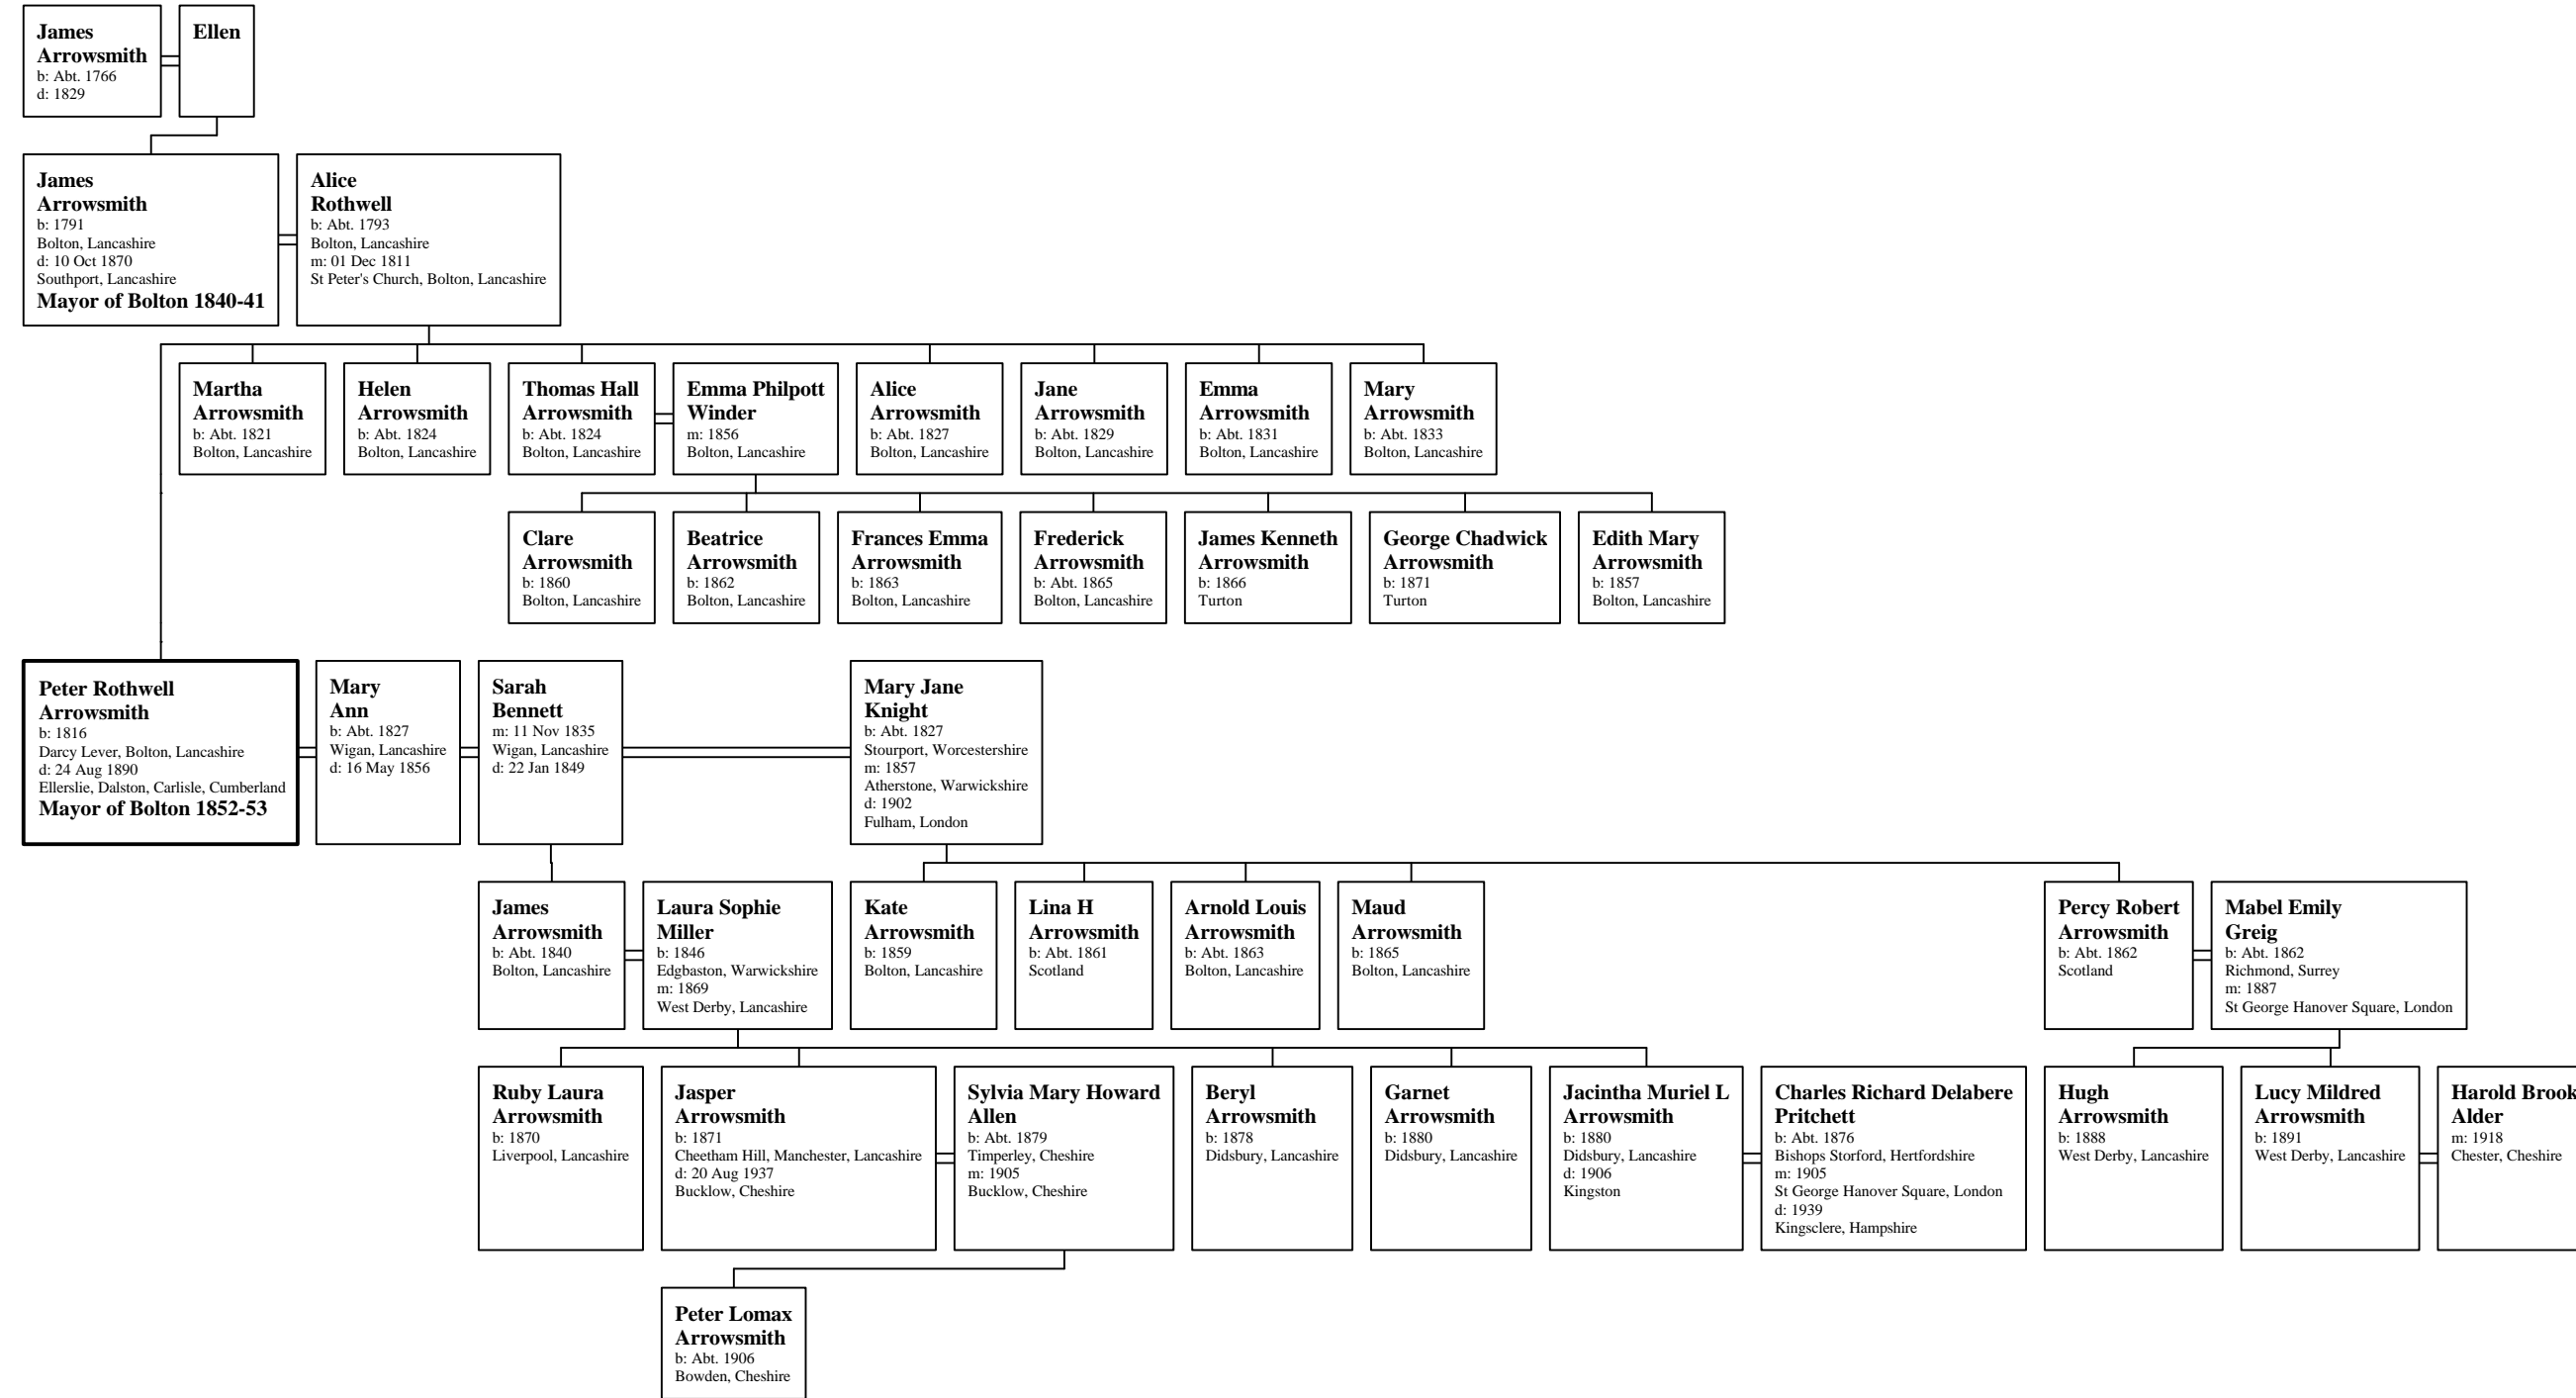 James
Arrowsmith
b: Abt. 1766
d: 1829
Ellen
James
Arrowsmith
b: 1791
Bolton, Lancashire
d: 10 Oct 1870
Southport, Lancashire
Mayor of Bolton 1840-41
Alice
Rothwell
b: Abt. 1793
Bolton, Lancashire
m: 01 Dec 1811
St Peter's Church, Bolton, Lancashire
Martha
Arrowsmith
b: Abt. 1821
Bolton, Lancashire
Helen
Arrowsmith
b: Abt. 1824
Bolton, Lancashire
Thomas Hall
Arrowsmith
b: Abt. 1824
Bolton, Lancashire
Emma Philpott
Winder
m: 1856
Bolton, Lancashire
Alice
Arrowsmith
b: Abt. 1827
Bolton, Lancashire
Jane
Arrowsmith
b: Abt. 1829
Bolton, Lancashire
Emma
Arrowsmith
b: Abt. 1831
Bolton, Lancashire
Mary
Arrowsmith
b: Abt. 1833
Bolton, Lancashire
Clare
Arrowsmith
b: 1860
Bolton, Lancashire
Beatrice
Arrowsmith
b: 1862
Bolton, Lancashire
Frances Emma
Arrowsmith
b: 1863
Bolton, Lancashire
Frederick
Arrowsmith
b: Abt. 1865
Bolton, Lancashire
James Kenneth
Arrowsmith
b: 1866
Turton
George Chadwick
Arrowsmith
b: 1871
Turton
Edith Mary
Arrowsmith
b: 1857
Bolton, Lancashire
Peter Rothwell
Arrowsmith
b: 1816
Darcy Lever, Bolton, Lancashire
d: 24 Aug 1890
Ellerslie, Dalston, Carlisle, Cumberland
Mayor of Bolton 1852-53
Mary
Ann
b: Abt. 1827
Wigan, Lancashire
d: 16 May 1856
Sarah
Bennett
m: 11 Nov 1835
Wigan, Lancashire
d: 22 Jan 1849
Mary Jane
Knight
b: Abt. 1827
Stourport, Worcestershire
m: 1857
Atherstone, Warwickshire
d: 1902
Fulham, London
James
Arrowsmith
b: Abt. 1840
Bolton, Lancashire
Laura Sophie
Miller
b: 1846
Edgbaston, Warwickshire
m: 1869
West Derby, Lancashire
Kate
Arrowsmith
b: 1859
Bolton, Lancashire
Lina H
Arrowsmith
b: Abt. 1861
Scotland
Arnold Louis
Arrowsmith
b: Abt. 1863
Bolton, Lancashire
Maud
Arrowsmith
b: 1865
Bolton, Lancashire
Percy Robert
Arrowsmith
b: Abt. 1862
Scotland
Mabel Emily
Greig
b: Abt. 1862
Richmond, Surrey
m: 1887
St George Hanover Square, London
Ruby Laura
Arrowsmith
b: 1870
Liverpool, Lancashire
Jasper
Arrowsmith
b: 1871
Cheetham Hill, Manchester, Lancashire
d: 20 Aug 1937
Bucklow, Cheshire
Sylvia Mary Howard
Allen
b: Abt. 1879
Timperley, Cheshire
m: 1905
Bucklow, Cheshire
Beryl
Arrowsmith
b: 1878
Didsbury, Lancashire
Garnet
Arrowsmith
b: 1880
Didsbury, Lancashire
Jacintha Muriel L
Arrowsmith
b: 1880
Didsbury, Lancashire
d: 1906
Kingston
Charles Richard Delabere
Pritchett
b: Abt. 1876
Bishops Storford, Hertfordshire
m: 1905
St George Hanover Square, London
d: 1939
Kingsclere, Hampshire
Hugh
Arrowsmith
b: 1888
West Derby, Lancashire
Lucy Mildred
Arrowsmith
b: 1891
West Derby, Lancashire
Harold Brook
Alder
m: 1918
Chester, Cheshire
Peter Lomax
Arrowsmith
b: Abt. 1906
Bowden, Cheshire